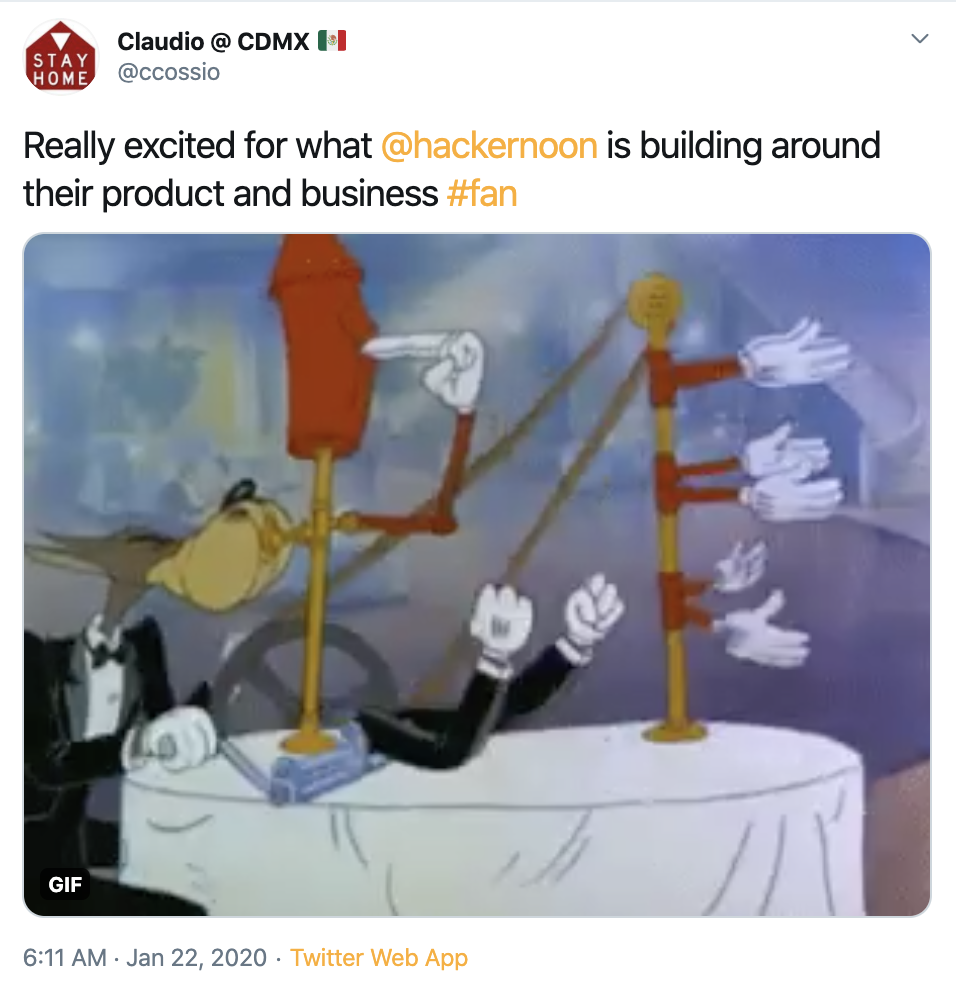 STAY
HOME
Claudio @ CDMX 🇲🇽
@ccossio
Really excited for what @hackernoon is building around
their product and business #fan
GIF
6:11 AM · Jan 22, 2020 · Twitter Web App